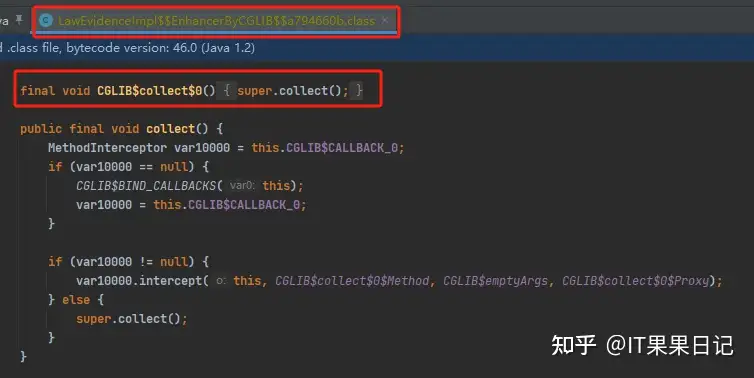 va LawEvidenceImpl$$EnhancerByCGLIB$$a794660b.class
d .class file, bytecode version: 46.0 (Java 1.2)
final void CGLIB$collect$0() { super.collect(); }
public final void collect() {
MethodInterceptor var10000 = this.CGLIB$CALLBACK_0;
if (var10000 == null) {
CGLIB$BIND_CALLBACKS( var0: this);
var10000 = this.CGLIB$CALLBACK_0;
}
if (var10000 != null) {
var10000.intercept( o: this, CGLIB$collect$0$Method, CGLIB$emptyArgs, CGLIB$collect$0$Proxy);
} else {
super.collect();
}
}
知乎 @IT果果日记